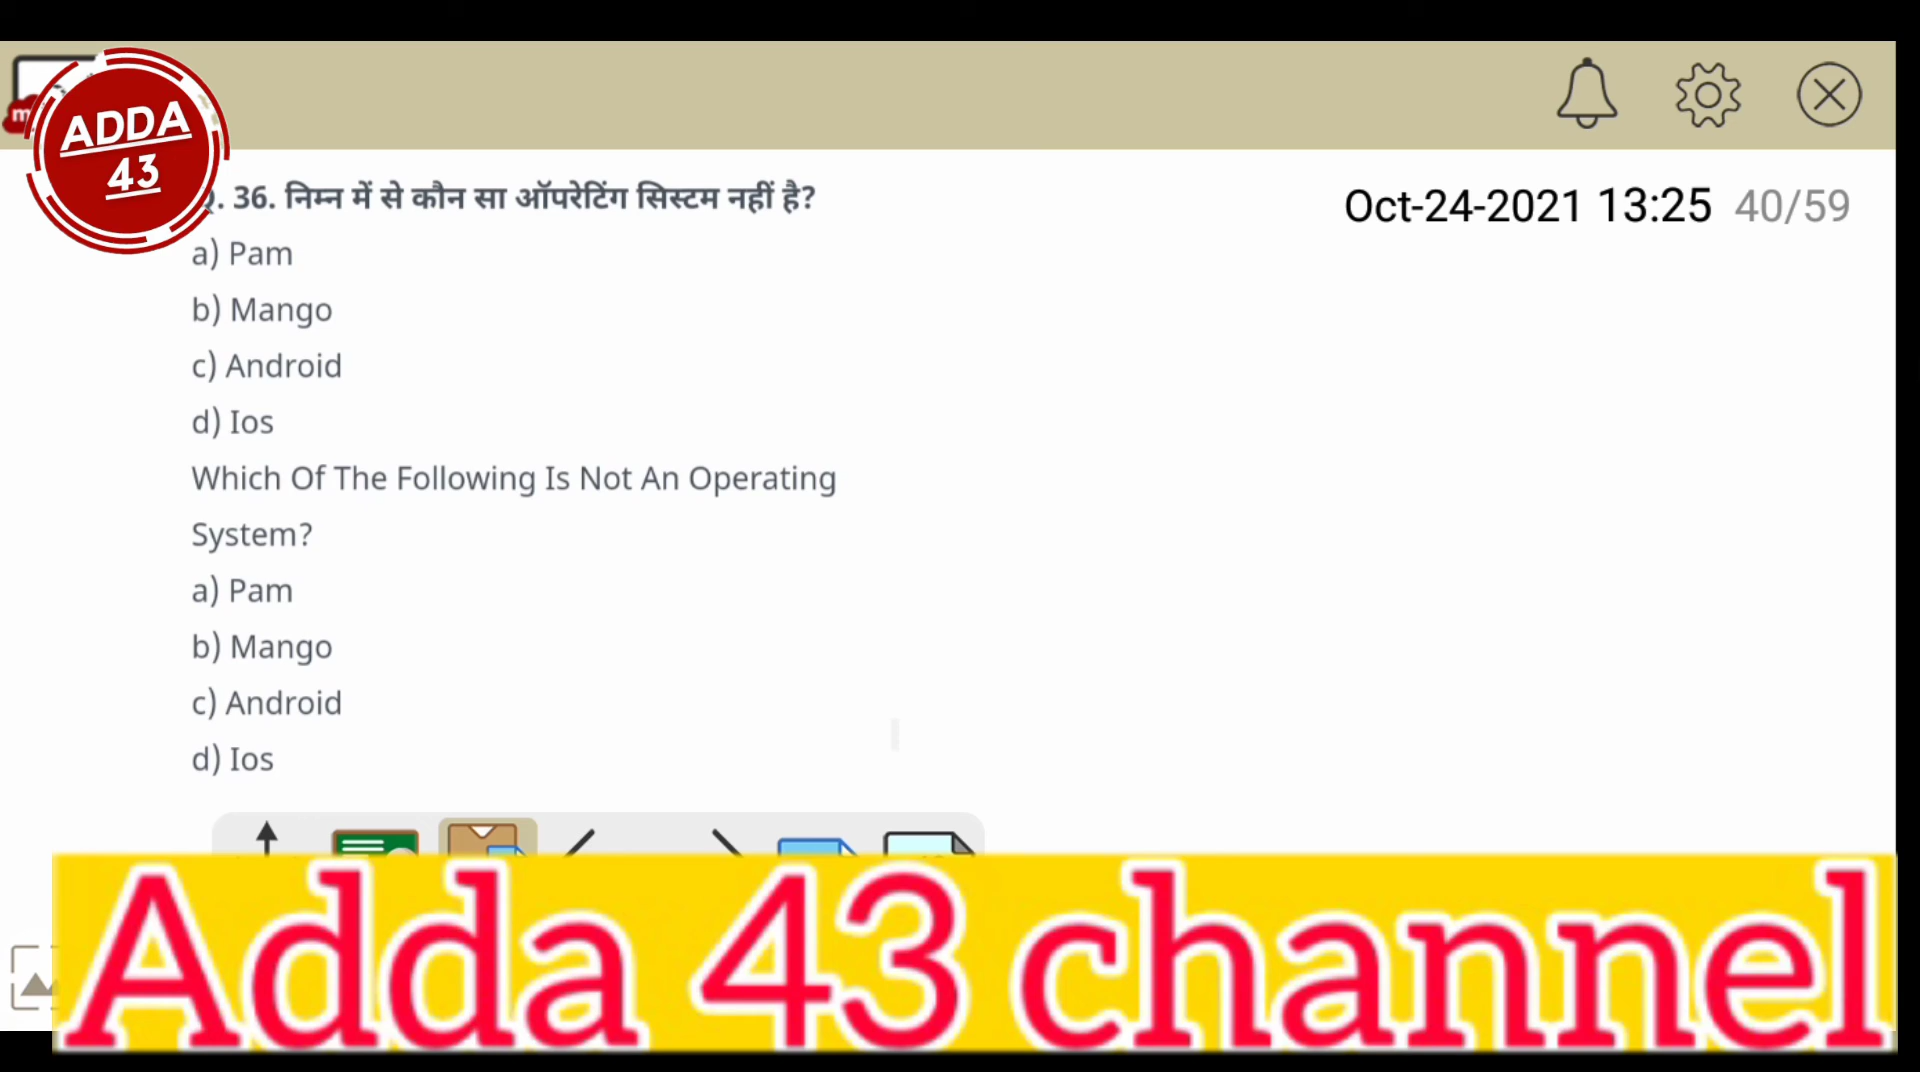 ADDA
43
. 36. निम्न में से कौन सा ऑपरेटिंग सिस्टम नहीं है?
Oct-24-2021 13:25 40/59
a) Pam
b) Mango
c) Android
d) Ios
Which Of The Following Is Not An Operating
System?
a) Pam
b) Mango
c) Android
d) Ios
Adda 43 channel